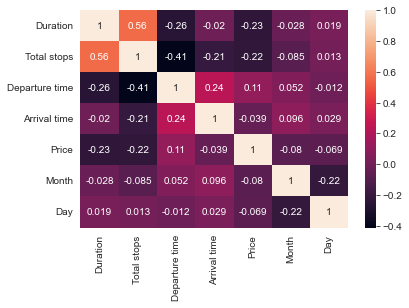 Duration 1 0.56 -0.26 -0.02 -0.23 -0.028 0.019
Total stops 0.56 1 -0.41 -0.21 -0.22 -0.085 0.013
Departure time -0.26 -0.41 1 0.24 0.11 0.052 -0.012
Arrival time -0.02 -0.21 0.24 1 -0.039 0.096 0.029
Price -0.23 -0.22 0.11 -0.039 1 -0.08 -0.069
Month -0.028 -0.085 0.052 0.096 -0.08 1 -0.22
Day 0.019 0.013 -0.012 0.029 -0.069 -0.22 1
Duration
Total stops
Departure time
Arrival time
Price
Month
Day
1.0
0.8
0.6
0.4
0.2
0.0
-0.2
-0.4